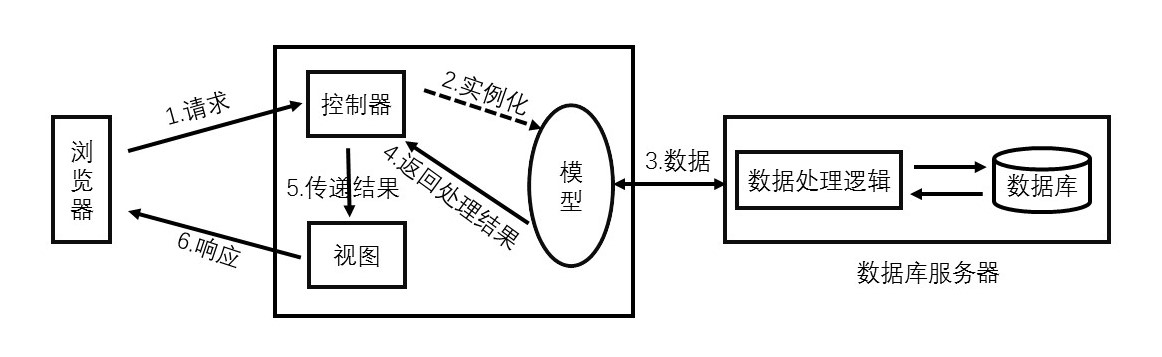 浏览器
1.请求
控制器
2.实例化
模型
3.数据
4.返回处理结果
5.传递结果
视图
6.响应
数据处理逻辑
数据库
数据库服务器